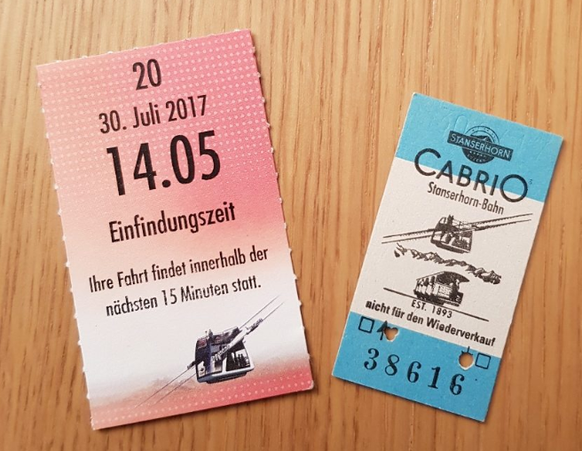 20
30. Juli 2017
14.05
Einfindungszeit
Ihre Fahrt findet innerhalb der
nächsten 15 Minuten statt.
STANSERHORN
CABRIO
Stanserhorn-Bahn
EST. 1893
nicht für den Wiederverkauf
38616